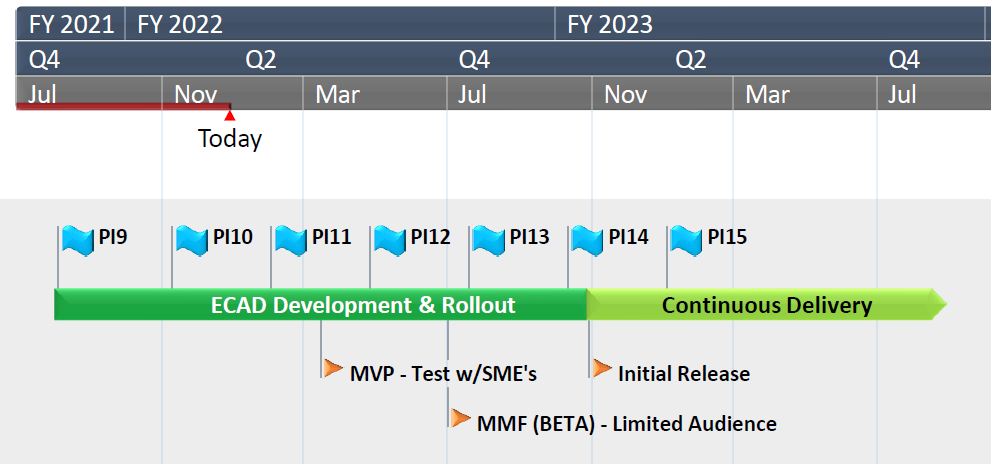 FY 2021 FY 2022 FY 2023
Q4 Q2 Q4 Q2 Q4
Jul Nov Mar Jul Nov Mar Jul
Today
PI9 PI10 PI11 PI12 PI13 PI14 PI15
ECAD Development & Rollout Continuous Delivery
MVP - Test w/SME's Initial Release
MMF (BETA) - Limited Audience